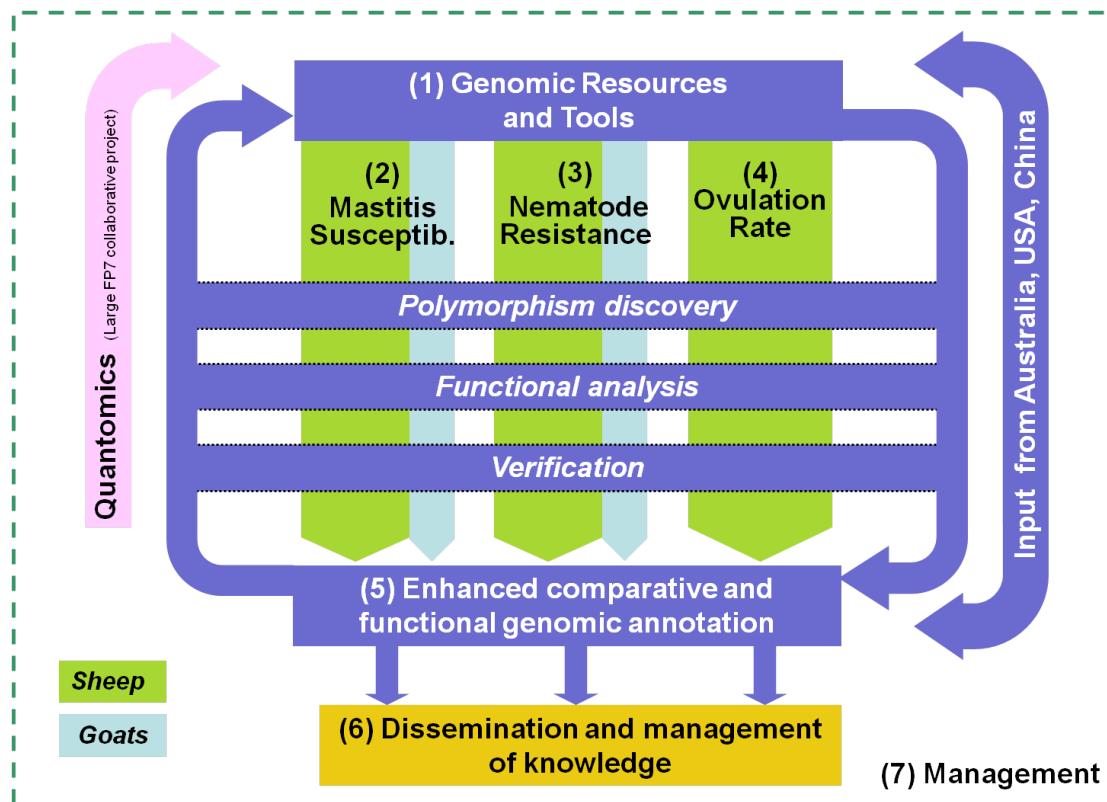 (1) Genomic Resources
and Tools
(2)
Mastitis
Susceptib.
(3)
Nematode
Resistance
(4)
Ovulation
Rate
Polymorphism discovery
Functional analysis
Verification
Quantomics (Large FP7 collaborative project)
Input from Australia, USA, China
(5) Enhanced comparative and
functional genomic annotation
Sheep
Goats
(6) Dissemination and management
of knowledge
(7) Management